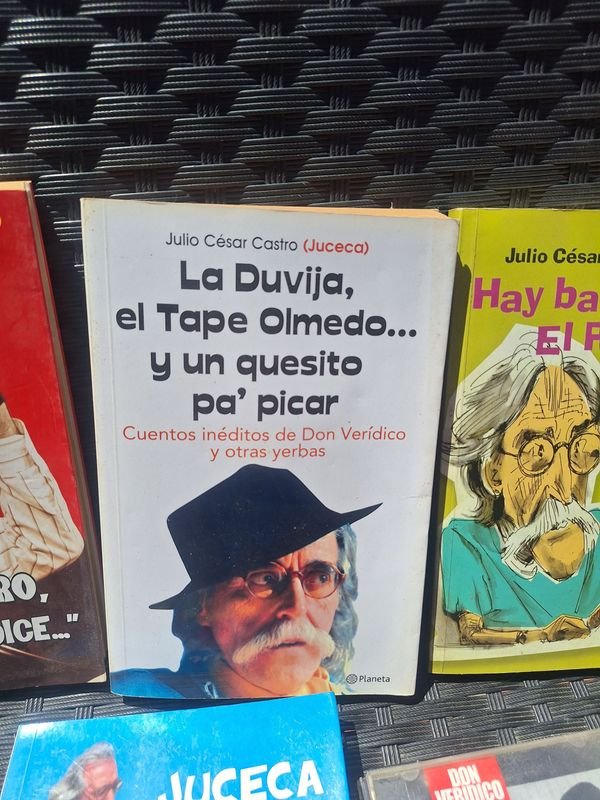 Julio César Castro (Juceca)
La Duvija,
el Tape Olmedo...
y un quesito
pa' picar
Cuentos inéditos de Don Verídico
y otras yerbas
Planeta
Julio César
Hay ba
El F
RO,
DICE..."
JUCECA
DON
VERIDICO